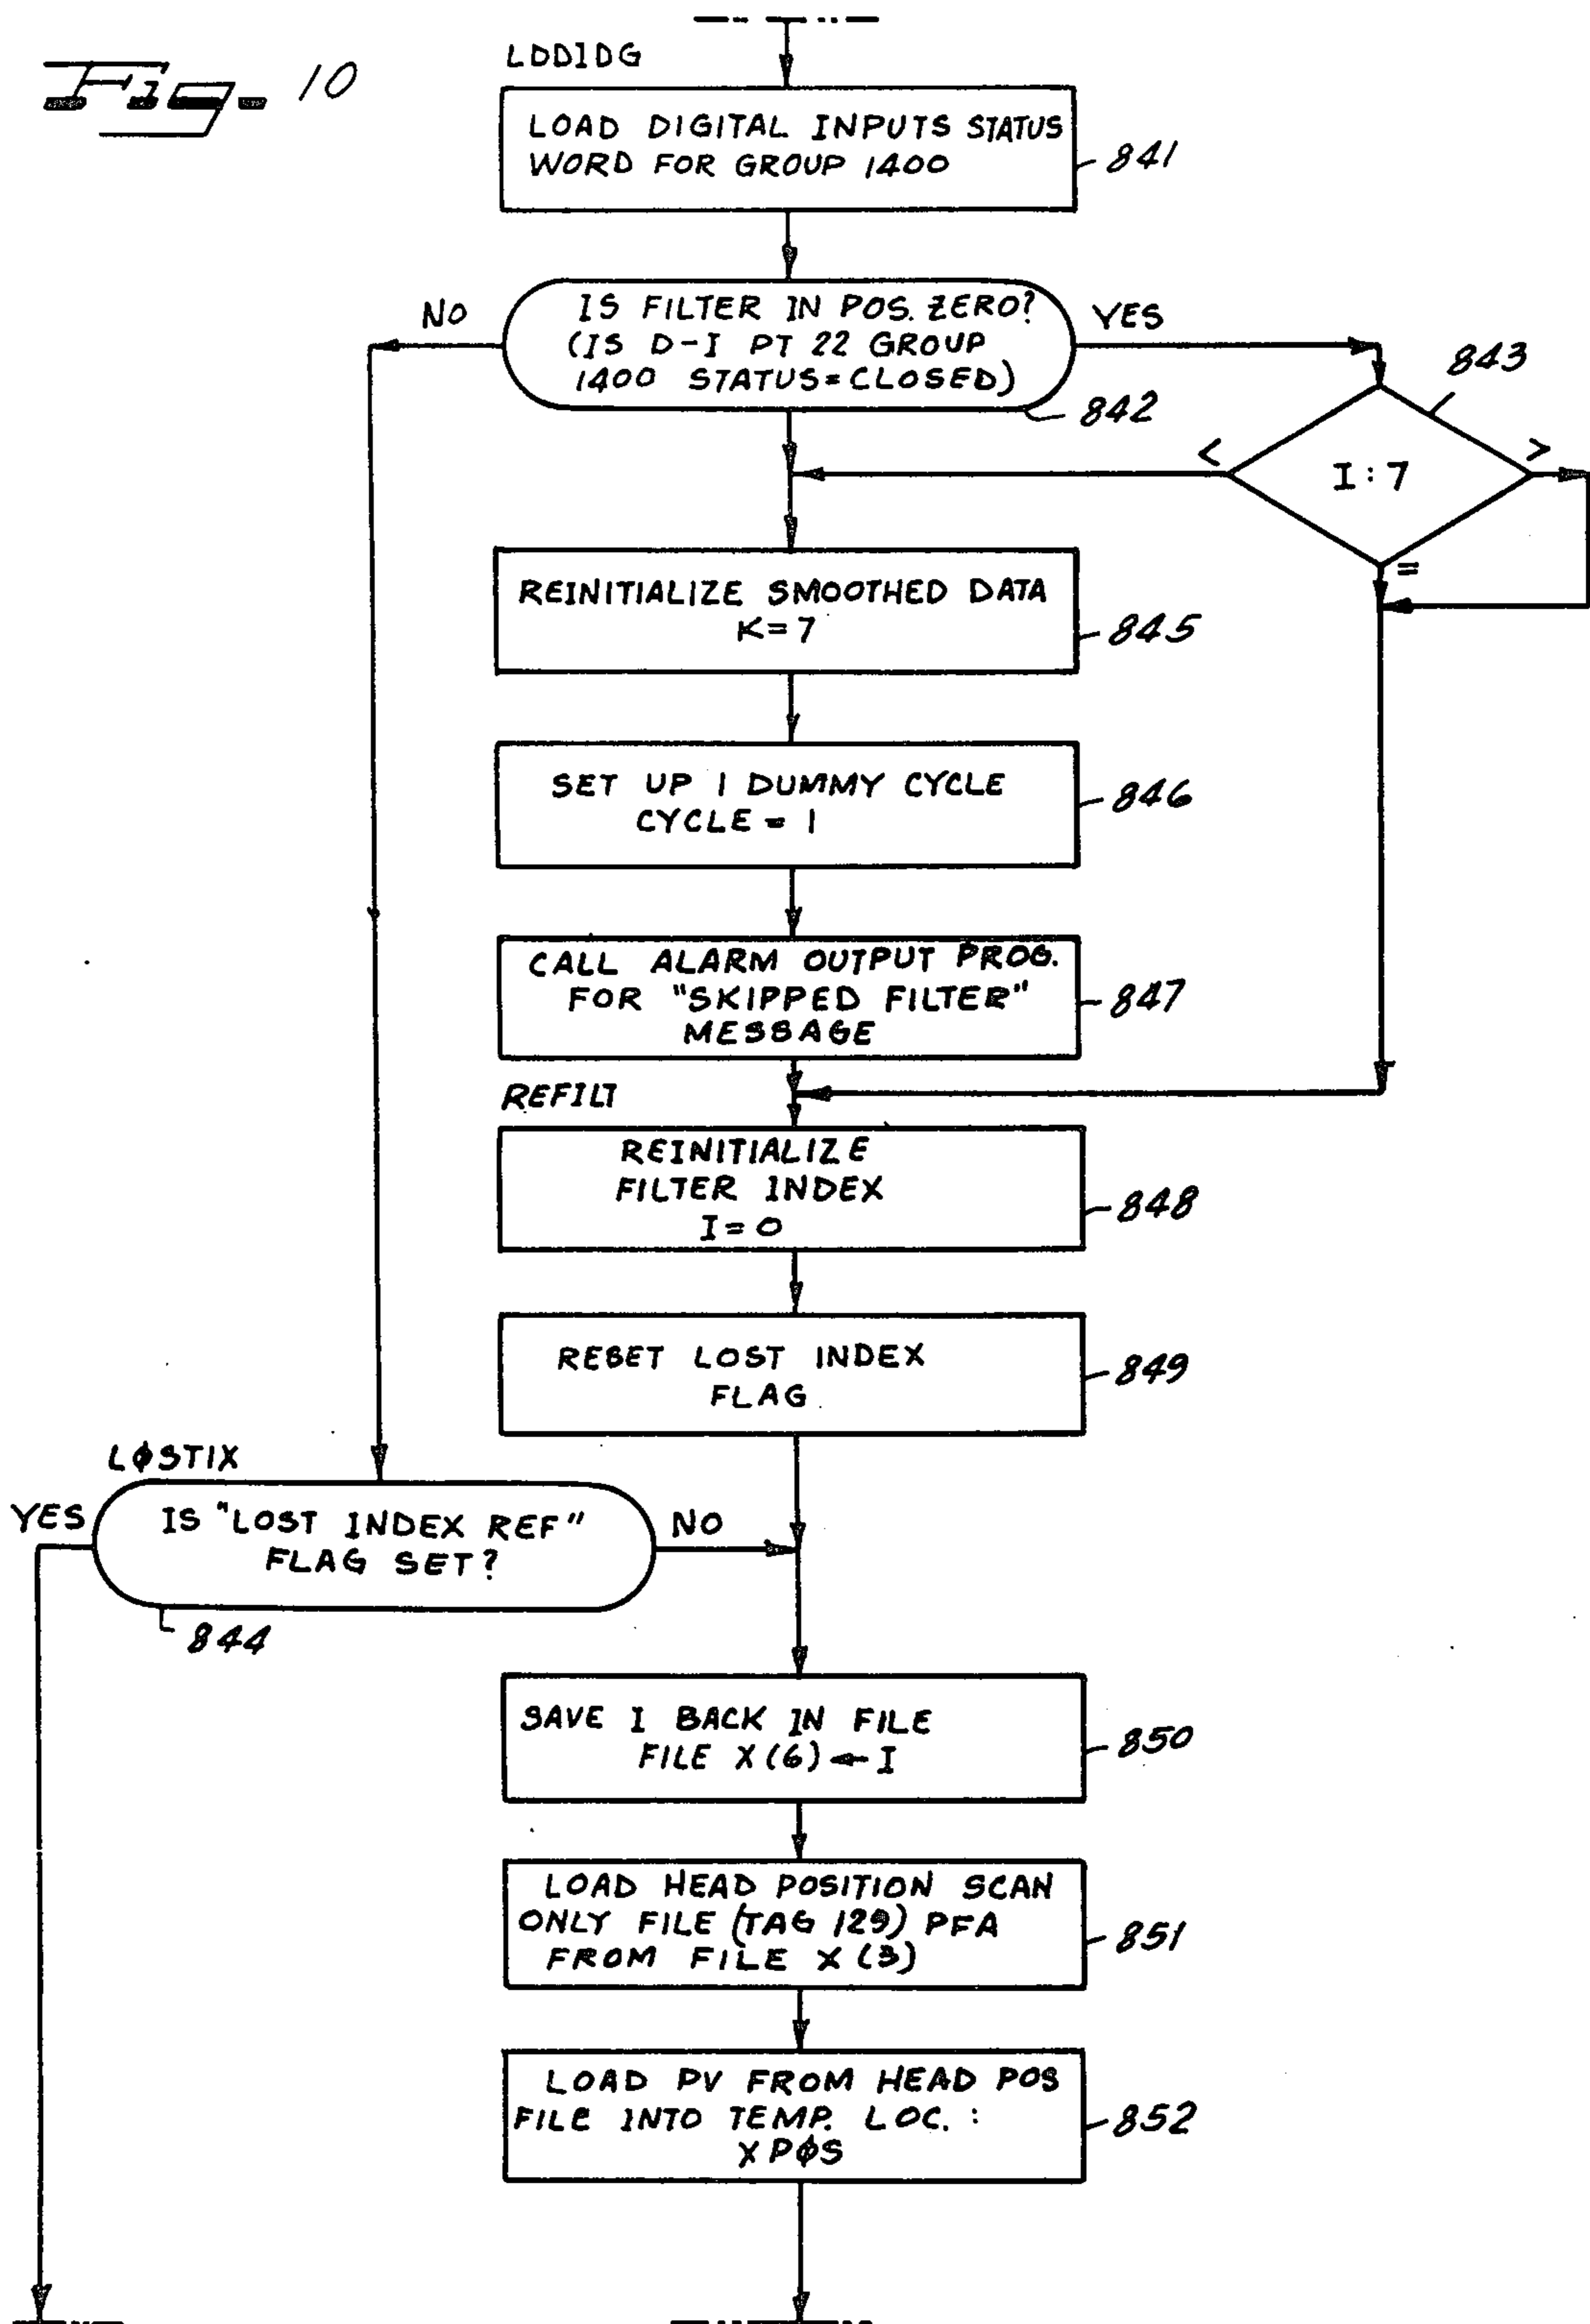 Fig. 10
LDDIDG
LOAD DIGITAL INPUTS STATUS
WORD FOR GROUP 1400
841
NO
IS FILTER IN POS. ZERO?
(IS D-I PT 22 GROUP
1400 STATUS=CLOSED)
YES
842
843
<
I:7
>
=
REINITIALIZE SMOOTHED DATA
K=7
845
SET UP 1 DUMMY CYCLE
CYCLE = 1
846
CALL ALARM OUTPUT PROG.
FOR "SKIPPED FILTER"
MESSAGE
847
REFILT
REINITIALIZE
FILTER INDEX
I=0
848
RESET LOST INDEX
FLAG
849
LØSTIX
YES
IS "LOST INDEX REF"
FLAG SET?
NO
844
SAVE I BACK IN FILE
FILE X(6)←I
850
LOAD HEAD POSITION SCAN
ONLY FILE (TAG 129) PFA
FROM FILE X(3)
851
LOAD PV FROM HEAD POS
FILE INTO TEMP. LOC. :
XPØS
852